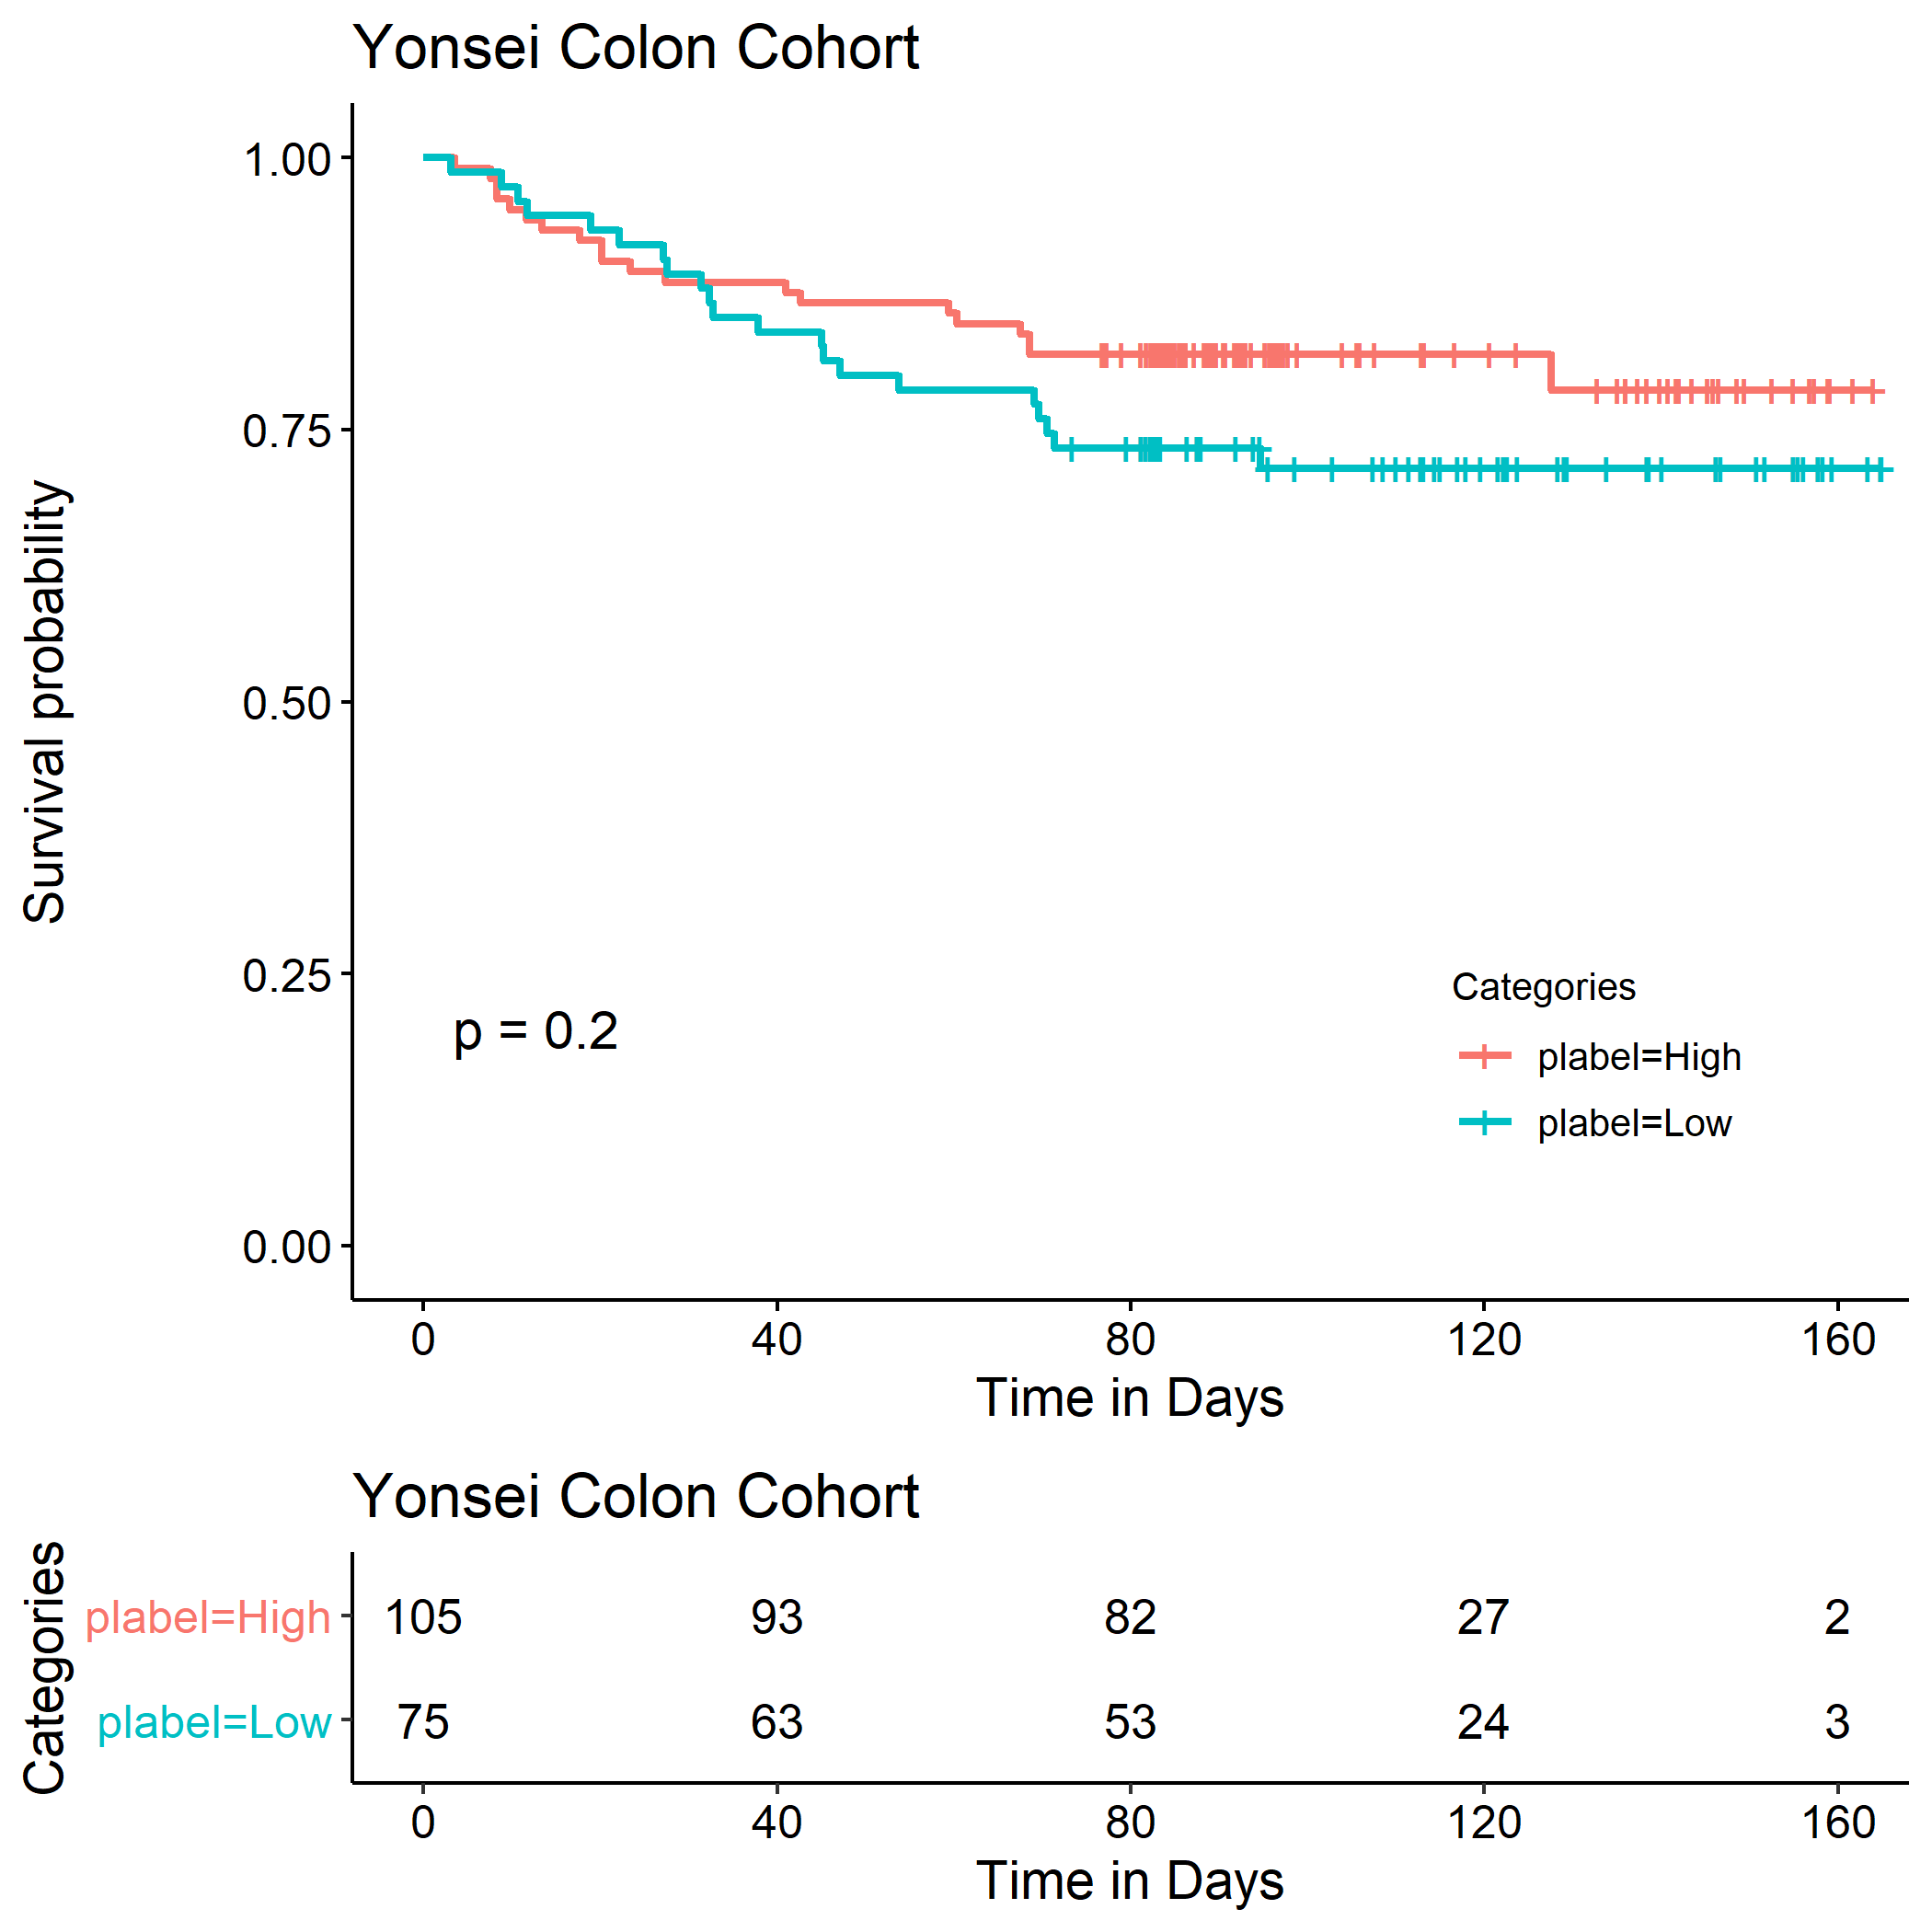 Yonsei Colon Cohort
Survival probability
1.00
0.75
0.50
0.25
0.00
p = 0.2
Categories
plabel=High
plabel=Low
0 40 80 120 160
Time in Days
Yonsei Colon Cohort
Categories
plabel=High 105 93 82 27 2
plabel=Low 75 63 53 24 3
0 40 80 120 160
Time in Days